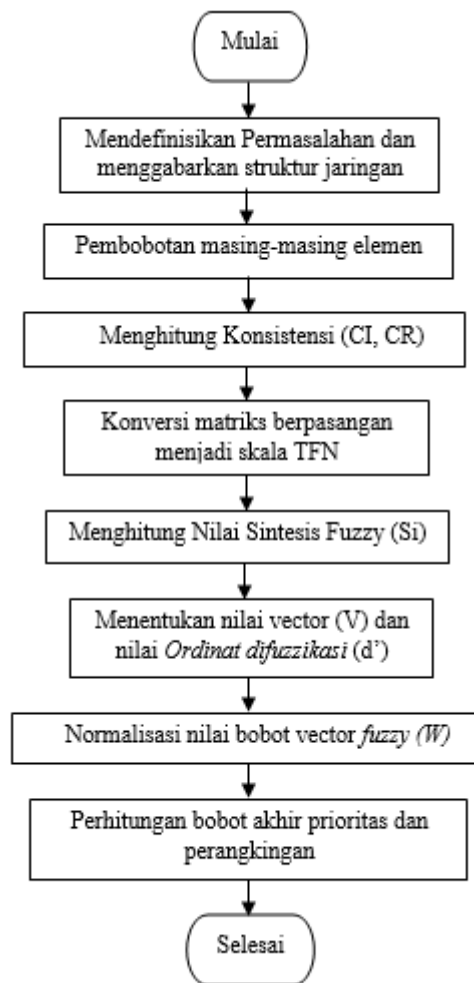 Mulai
Mendefinisikan Permasalahan dan
menggabarkan struktur jaringan
Pembobotan masing-masing elemen
Menghitung Konsistensi (CI, CR)
Konversi matriks berpasangan
menjadi skala TFN
Menghitung Nilai Sintesis Fuzzy (Si)
Menentukan nilai vector (V) dan
nilai Ordinat difuzzikasi (d’)
Normalisasi nilai bobot vector fuzzy (W)
Perhitungan bobot akhir prioritas dan
perangkingan
Selesai